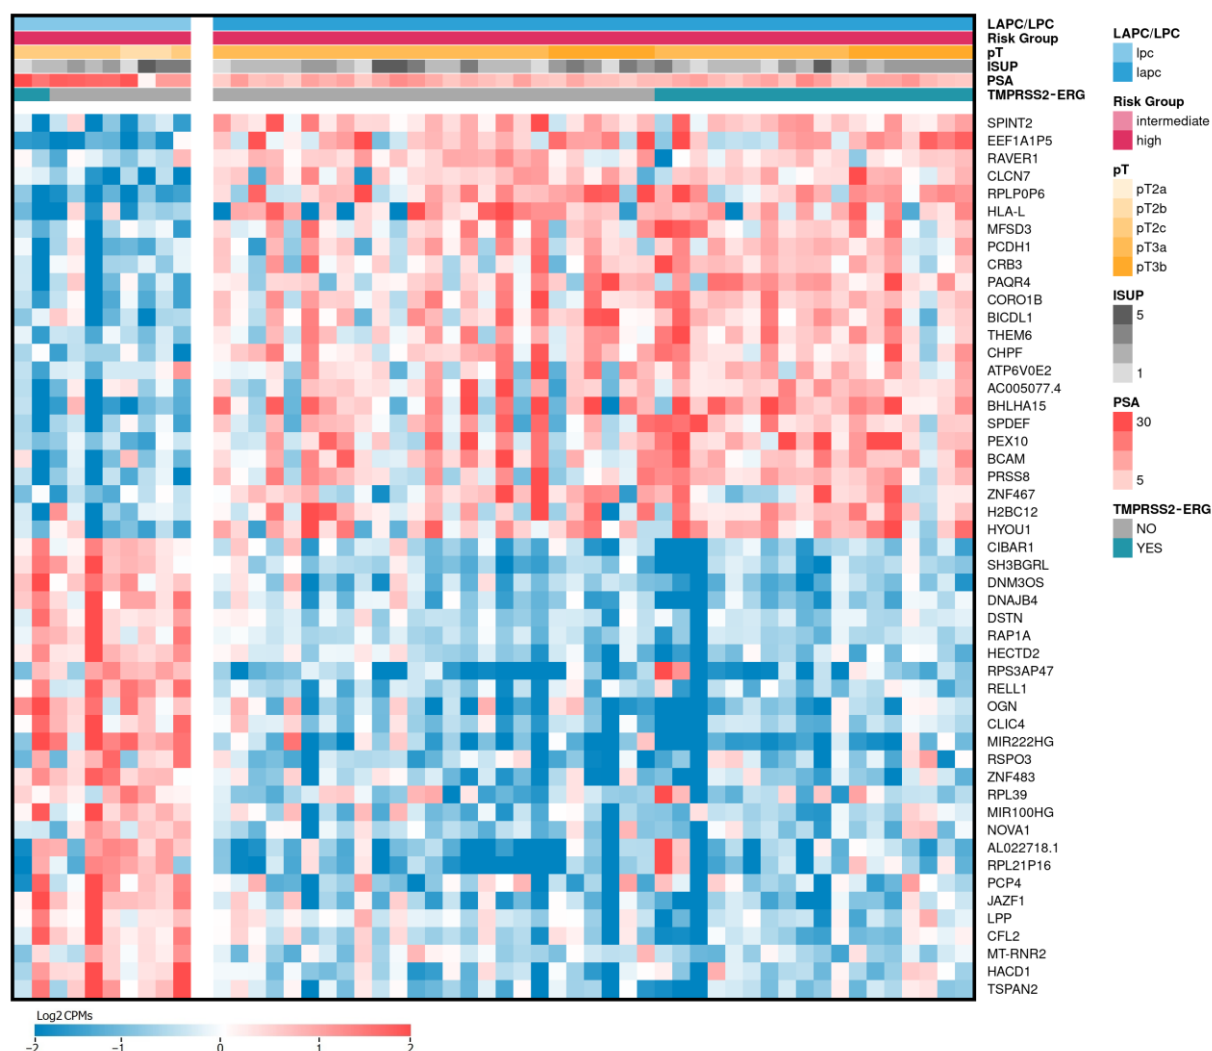 LAPC/LPC
Risk Group
pT
ISUP
PSA
TMPRSS2-ERG
SPINT2
EEF1A1P5
RAVER1
CLCN7
RPLP0P6
HLA-L
MFSD3
PCDH1
CRB3
PAQR4
CORO1B
BICDL1
THEM6
CHPF
ATP6V0E2
AC005077.4
BHLHA15
SPDEF
PEX10
BCAM
PRSS8
ZNF467
H2BC12
HYOU1
CIBAR1
SH3BGRL
DNM3OS
DNAJB4
DSTN
RAP1A
HECTD2
RPS3AP47
RELL1
OGN
CLIC4
MIR222HG
RSPO3
ZNF483
RPL39
MIR100HG
NOVA1
AL022718.1
RPL21P16
PCP4
JAZF1
LPP
CFL2
MT-RNR2
HACD1
TSPAN2
LAPC/LPC
lpc
lapc
Risk Group
intermediate
high
pT
pT2a
pT2b
pT2c
pT3a
pT3b
ISUP
5
1
PSA
30
5
TMPRSS2-ERG
NO
YES
Log2 CPMs
-2 -1 0 1 2